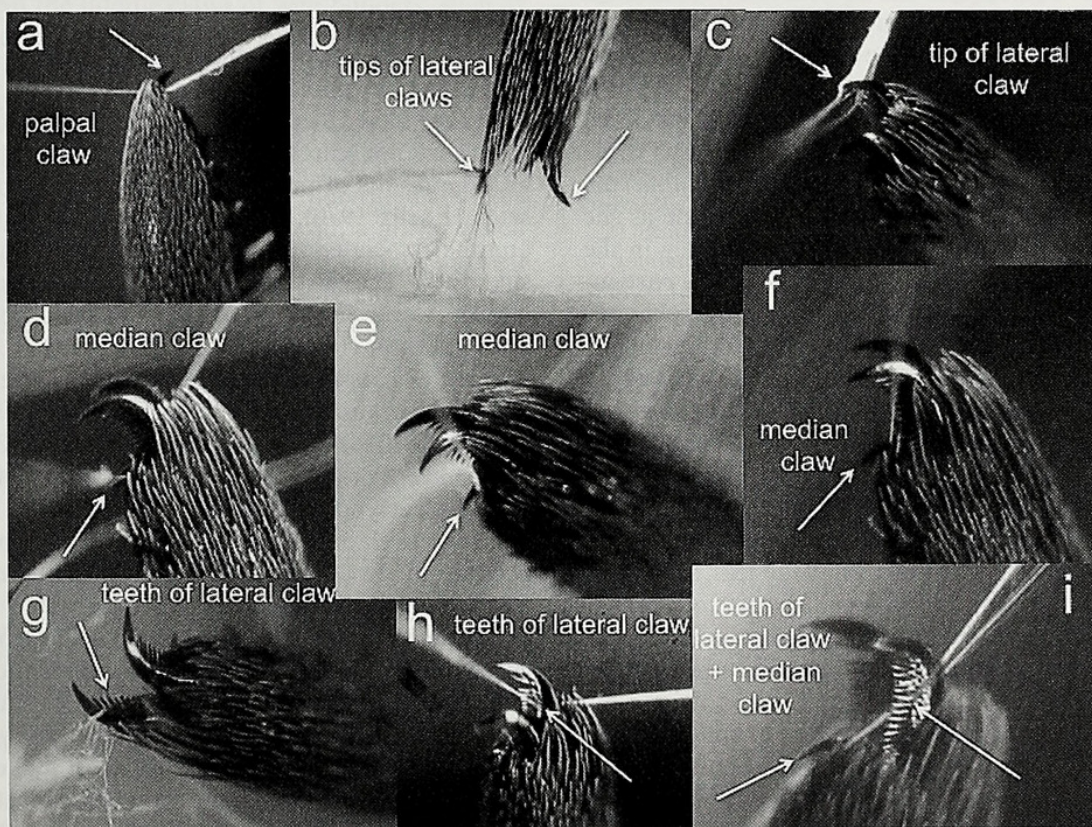 a
palpal
claw
b
tips of lateral
claws
c
tip of lateral
claw
d
median claw
e
median claw
f
median
claw
g
teeth of lateral claw
h
teeth of lateral claw
i
teeth of
lateral claw
+ median
claw